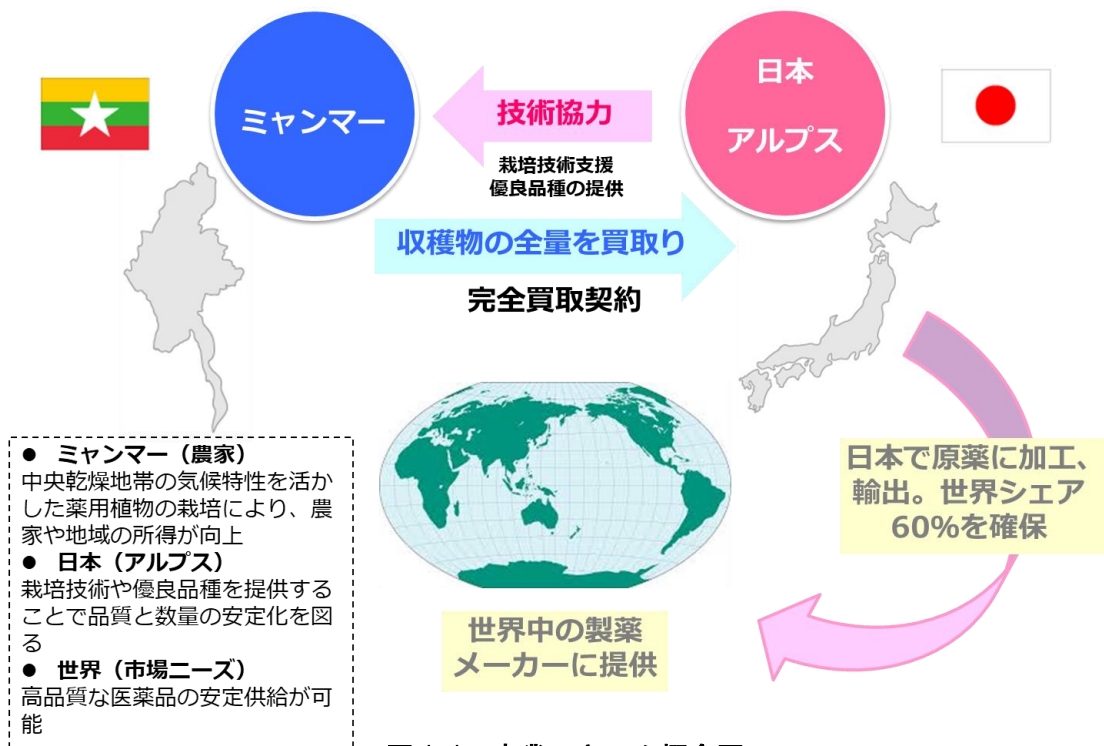 ミャンマー
日本
アルプス
技術協力
栽培技術支援
優良品種の提供
収穫物の全量を買取り
完全買取契約
日本で原薬に加工、
輸出。世界シェア
60%を確保
世界中の製薬
メーカーに提供
● ミャンマー（農家）
中央乾燥地帯の気候特性を活か
した薬用植物の栽培により、農
家や地域の所得が向上
● 日本（アルプス）
栽培技術や優良品種を提供する
ことで品質と数量の安定化を図
る
● 世界（市場ニーズ）
高品質な医薬品の安定供給が可
能